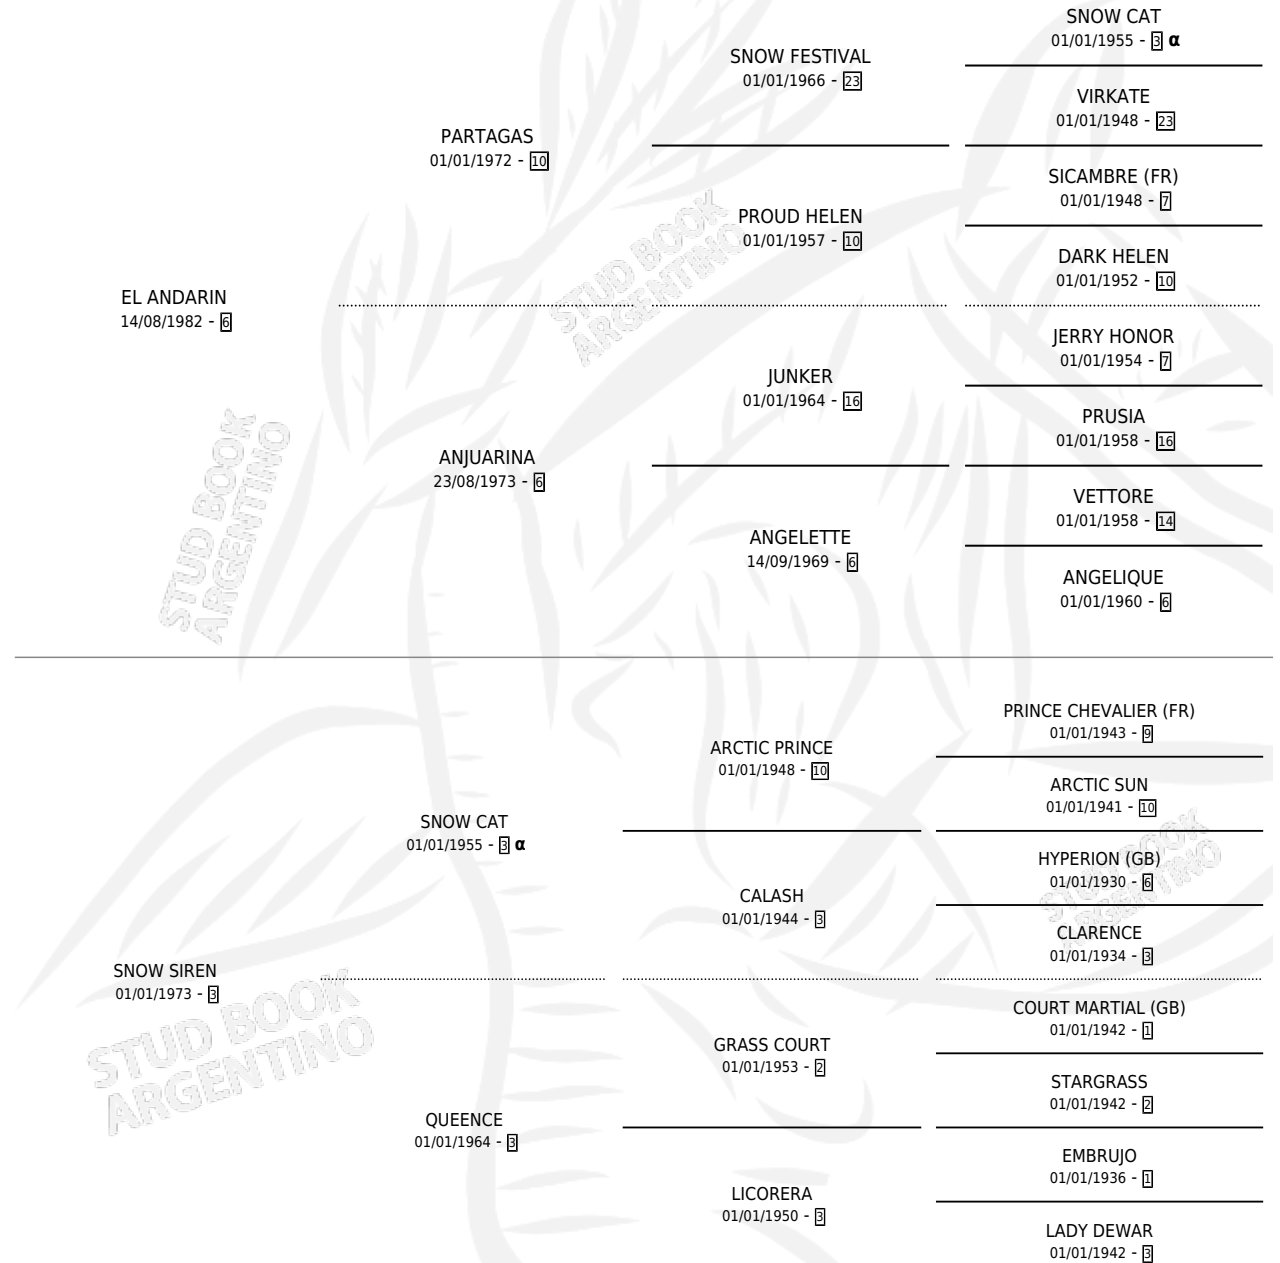 SNOW CAT
01/01/1955 - 3 α
SNOW FESTIVAL
01/01/1966 - 23
VIRKATE
01/01/1948 - 23
PARTAGAS
01/01/1972 - 10
SICAMBRE (FR)
01/01/1948 - 7
PROUD HELEN
01/01/1957 - 10
DARK HELEN
01/01/1952 - 10
EL ANDARIN
14/08/1982 - 6
JERRY HONOR
01/01/1954 - 7
JUNKER
01/01/1964 - 16
PRUSIA
01/01/1958 - 16
ANJUARINA
23/08/1973 - 6
VETTORE
01/01/1958 - 14
ANGELETTE
14/09/1969 - 6
ANGELIQUE
01/01/1960 - 6
STUD BOOK
ARGENTINO
STUD BOOK
ARGENTINO
PRINCE CHEVALIER (FR)
01/01/1943 - 9
ARCTIC PRINCE
01/01/1948 - 10
ARCTIC SUN
01/01/1941 - 10
SNOW CAT
01/01/1955 - 3 α
HYPERION (GB)
01/01/1930 - 6
CALASH
01/01/1944 - 3
CLARENCE
01/01/1934 - 3
SNOW SIREN
01/01/1973 - 3
COURT MARTIAL (GB)
01/01/1942 - 1
GRASS COURT
01/01/1953 - 2
STARGRASS
01/01/1942 - 2
QUEENCE
01/01/1964 - 3
EMBRUJO
01/01/1936 - 1
LICORERA
01/01/1950 - 3
LADY DEWAR
01/01/1942 - 3
STUD BOOK
ARGENTINO
STUD BOOK
ARGENTINO